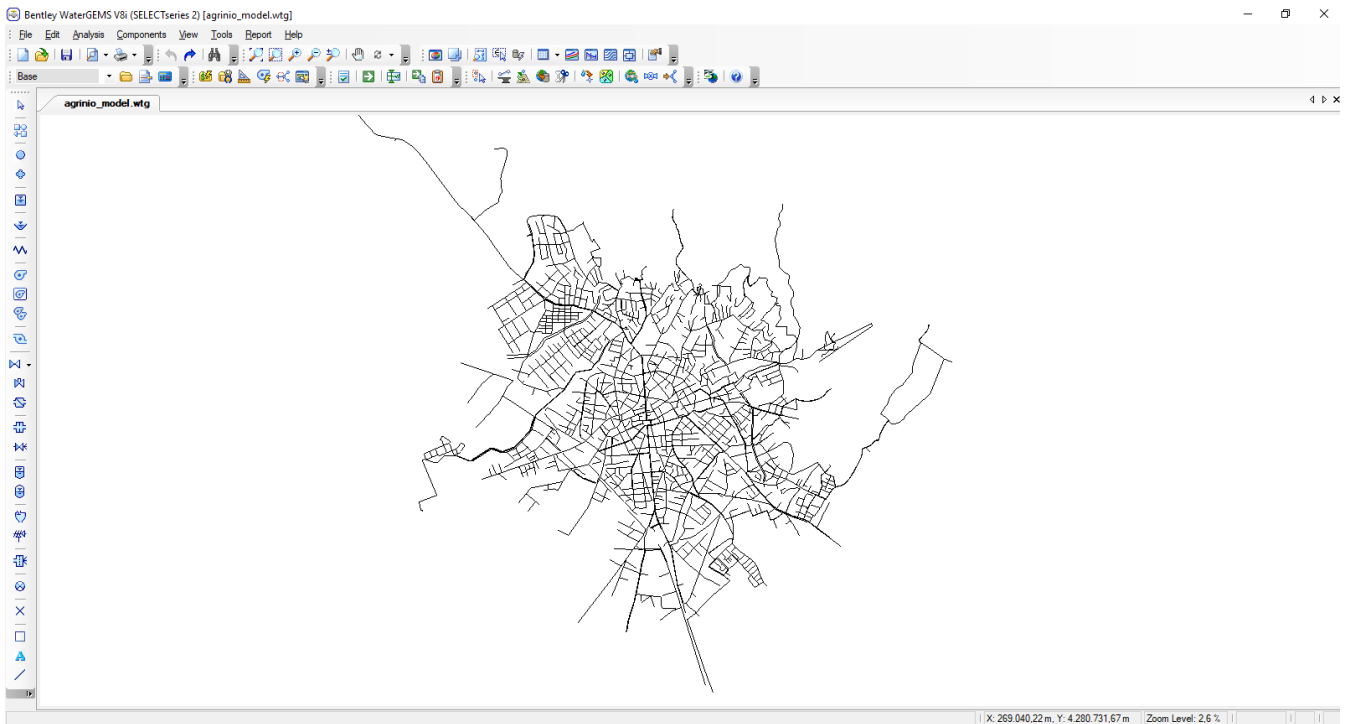 Bentley WaterGEMS V8i (SELECTseries 2) [agrinio_model.wtg]
File Edit Analysis Components View Tools Report Help
Base
agrinio_model.wtg
A
X: 269.040,22 m, Y: 4.280.731,67 m Zoom Level: 2,6 %